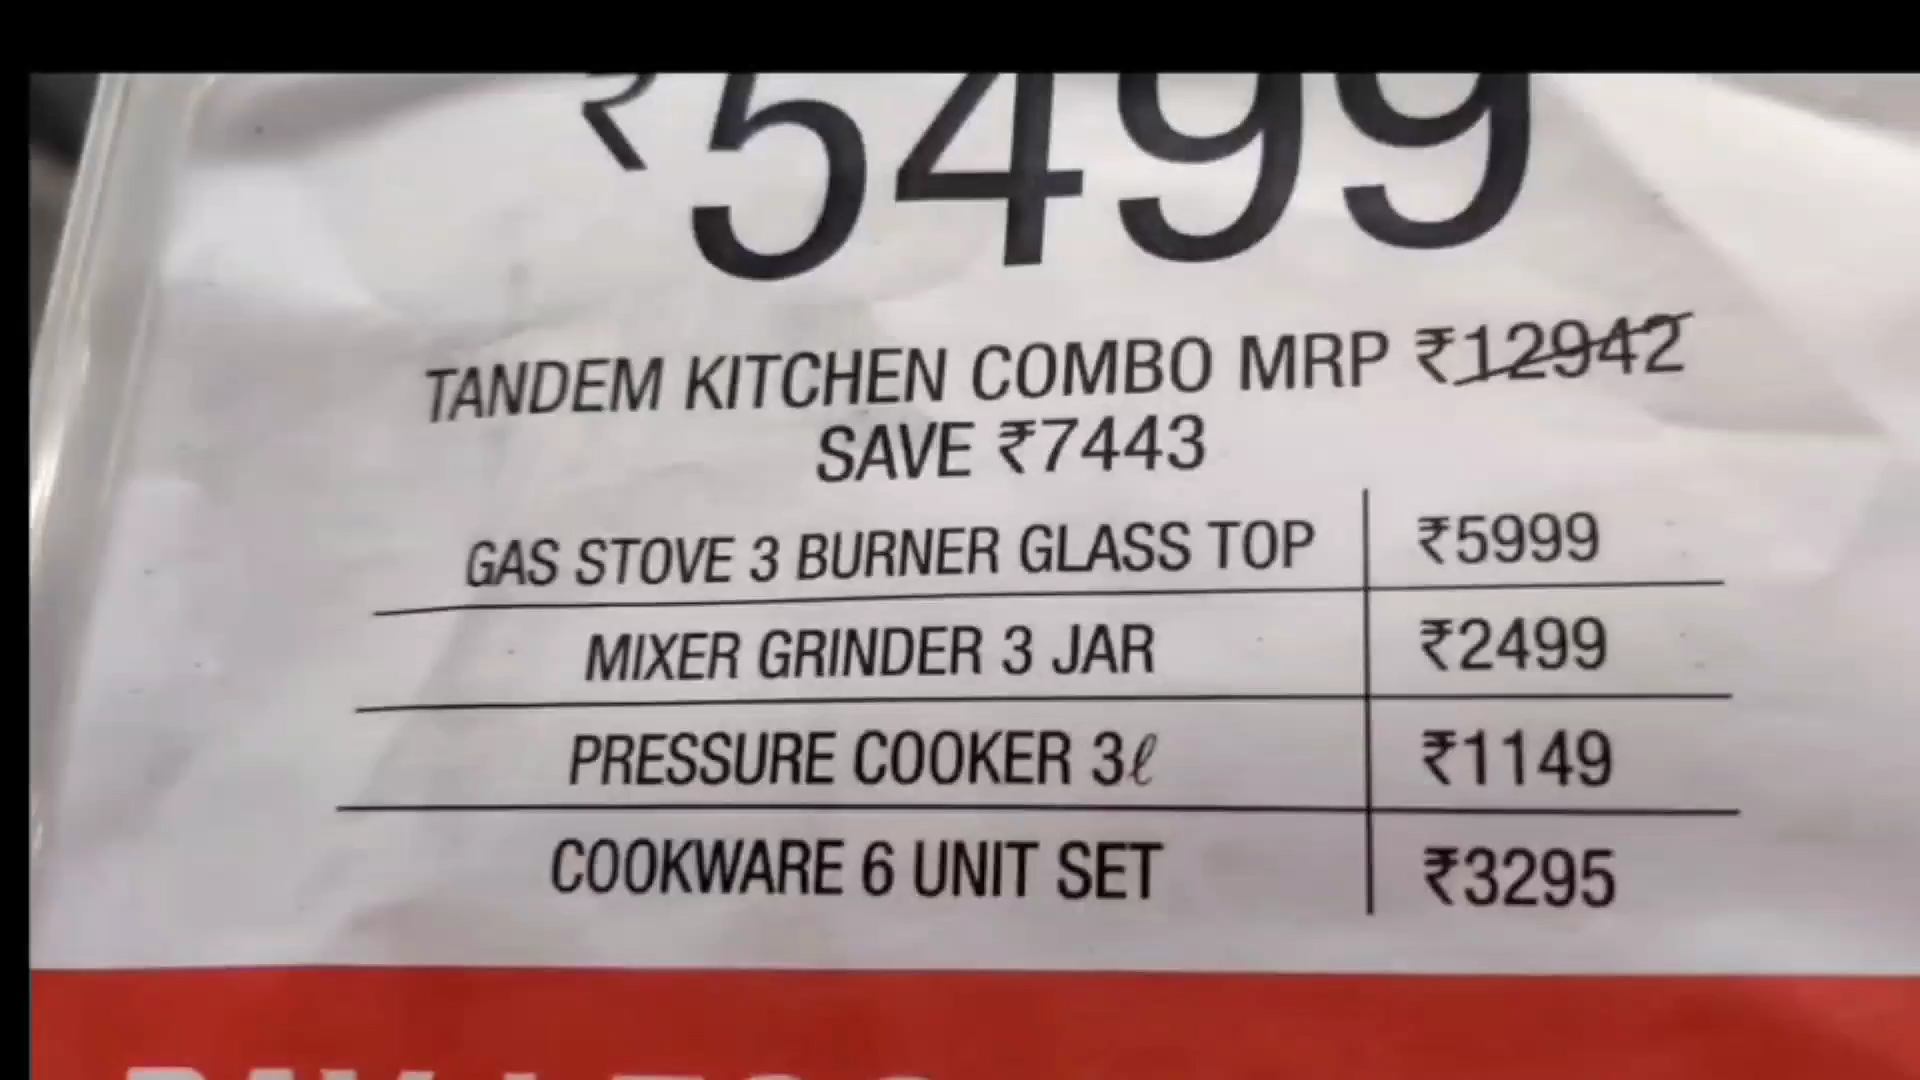 ₹5499
TANDEM KITCHEN COMBO MRP ₹12942
SAVE ₹7443
GAS STOVE 3 BURNER GLASS TOP ₹5999
MIXER GRINDER 3 JAR ₹2499
PRESSURE COOKER 3ℓ ₹1149
COOKWARE 6 UNIT SET ₹3295